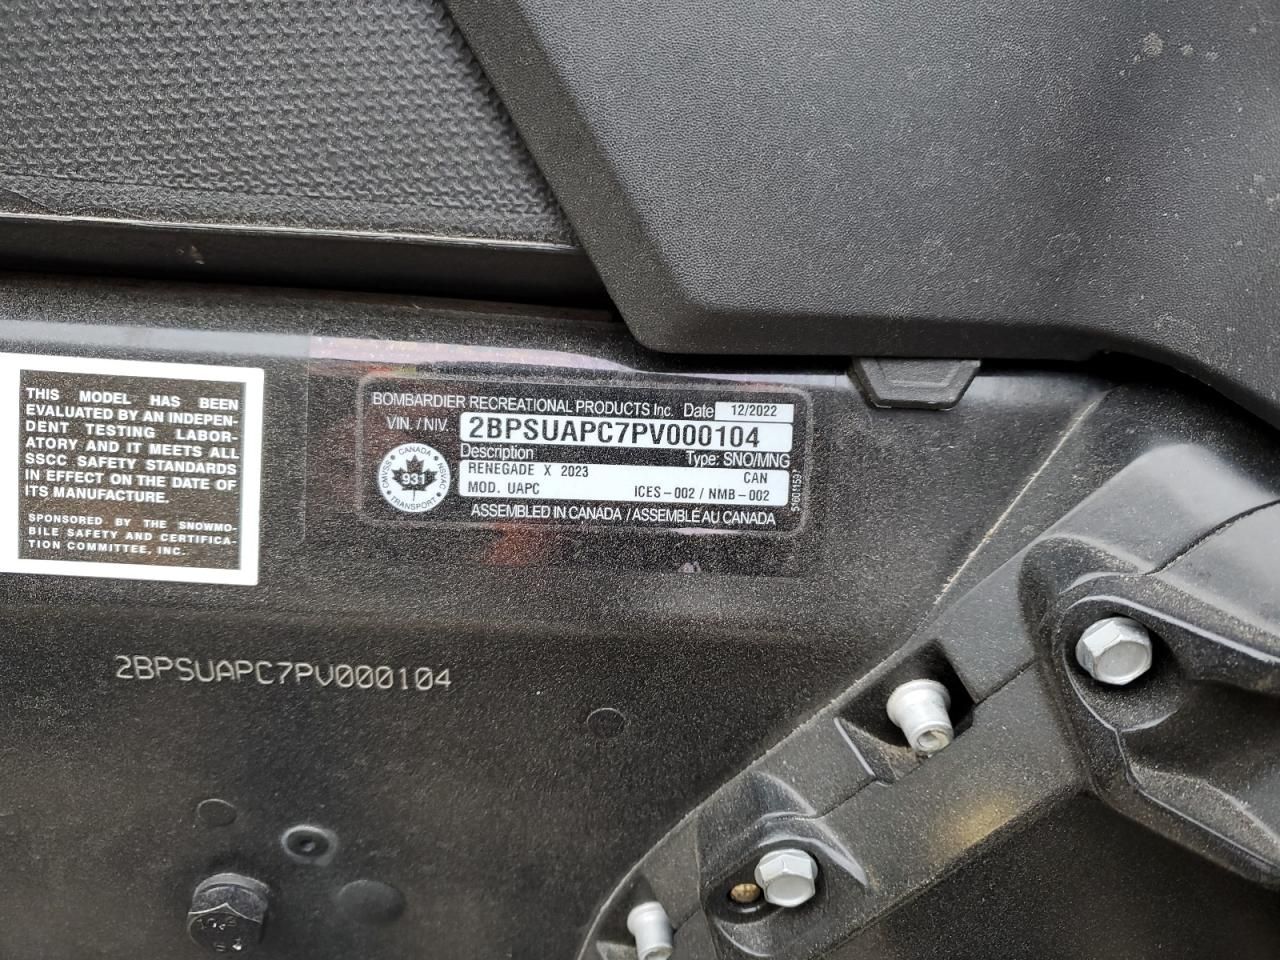 THIS MODEL HAS BEEN
EVALUATED BY AN INDEPEN-
DENT TESTING LABOR-
ATORY AND IT MEETS ALL
SSCC SAFETY STANDARDS
IN EFFECT ON THE DATE OF
ITS MANUFACTURE.
SPONSORED BY THE SNOWMO-
BILE SAFETY AND CERTIFICA-
TION COMMITTEE, INC.
BOMBARDIER RECREATIONAL PRODUCTS Inc. Date 12/2022
VIN. / NIV. 2BPSUAPC7PV000104
Description Type: SNO/MNG
RENEGADE X 2023 CAN
MOD. UAPC ICES-002 / NMB-002
ASSEMBLED IN CANADA / ASSEMBLÉ AU CANADA
CANADA
CMVSS
931
NSVAC
TRANSPORT
2BPSUAPC7PV000104